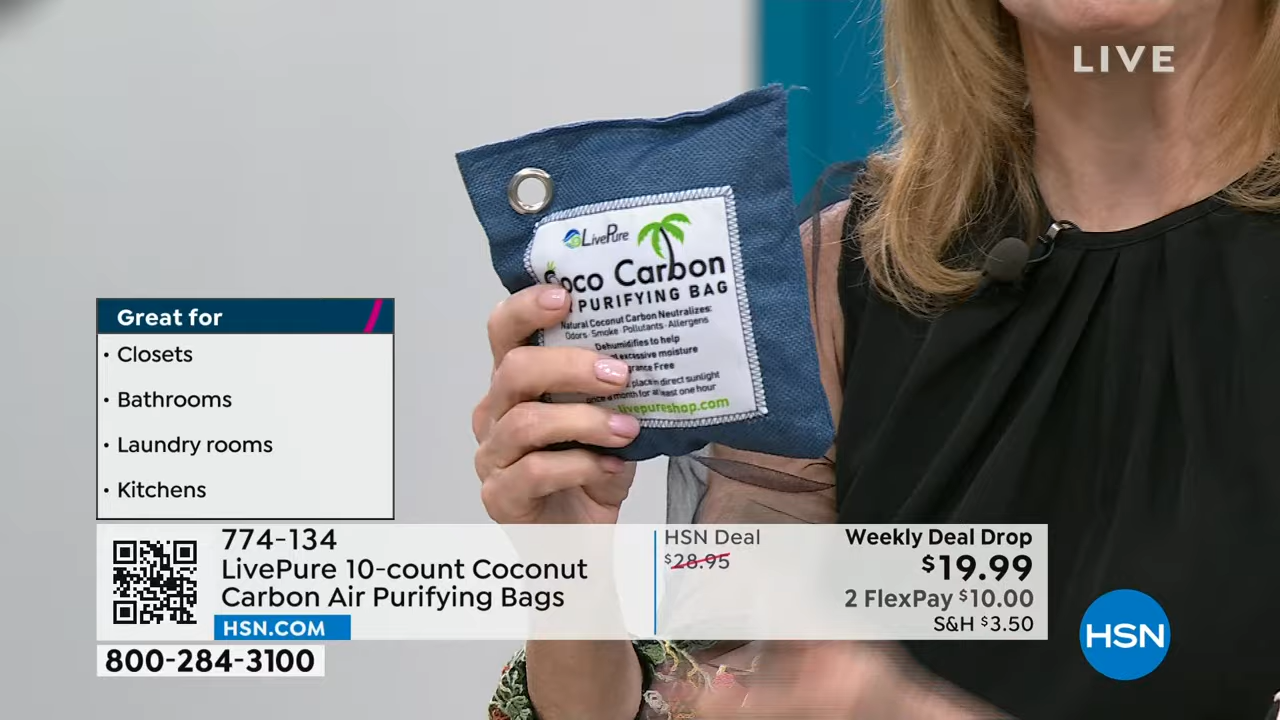 LIVE
LivePure
Coco Carbon
PURIFYING BAG
Natural Coconut Carbon Neutralizes:
Odors · Smoke · Pollutants · Allergens
Dehumidifies to help
excessive moisture
Free
place in direct sunlight
once a month for at least one hour
livepureshop.com
Great for
· Closets
· Bathrooms
· Laundry rooms
· Kitchens
774-134
LivePure 10-count Coconut
Carbon Air Purifying Bags
HSN.COM
800-284-3100
HSN Deal
$28.95
Weekly Deal Drop
$19.99
2 FlexPay $10.00
S&H $3.50
HSN